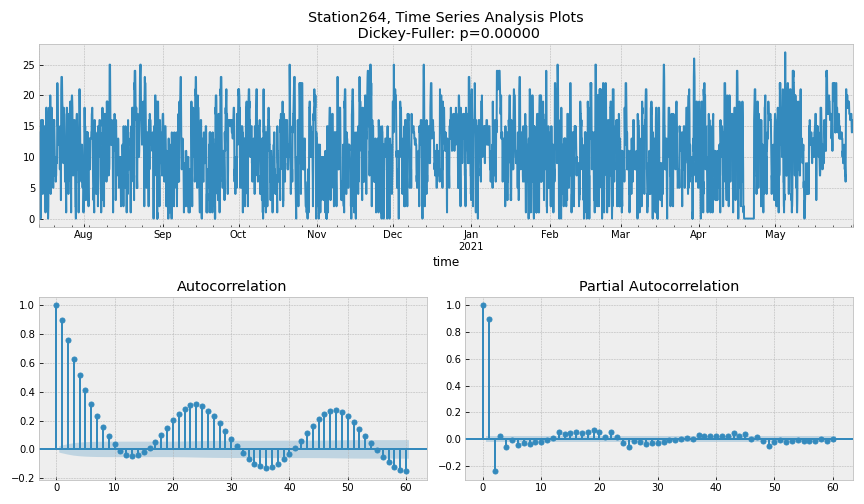 Station264, Time Series Analysis Plots
Dickey-Fuller: p=0.00000
25
20
15
10
5
0
Aug Sep Oct Nov Dec Jan Feb Mar Apr May
2021
time
Autocorrelation
1.0
0.8
0.6
0.4
0.2
0.0
−0.2
0 10 20 30 40 50 60
Partial Autocorrelation
1.0
0.8
0.6
0.4
0.2
0.0
−0.2
0 10 20 30 40 50 60